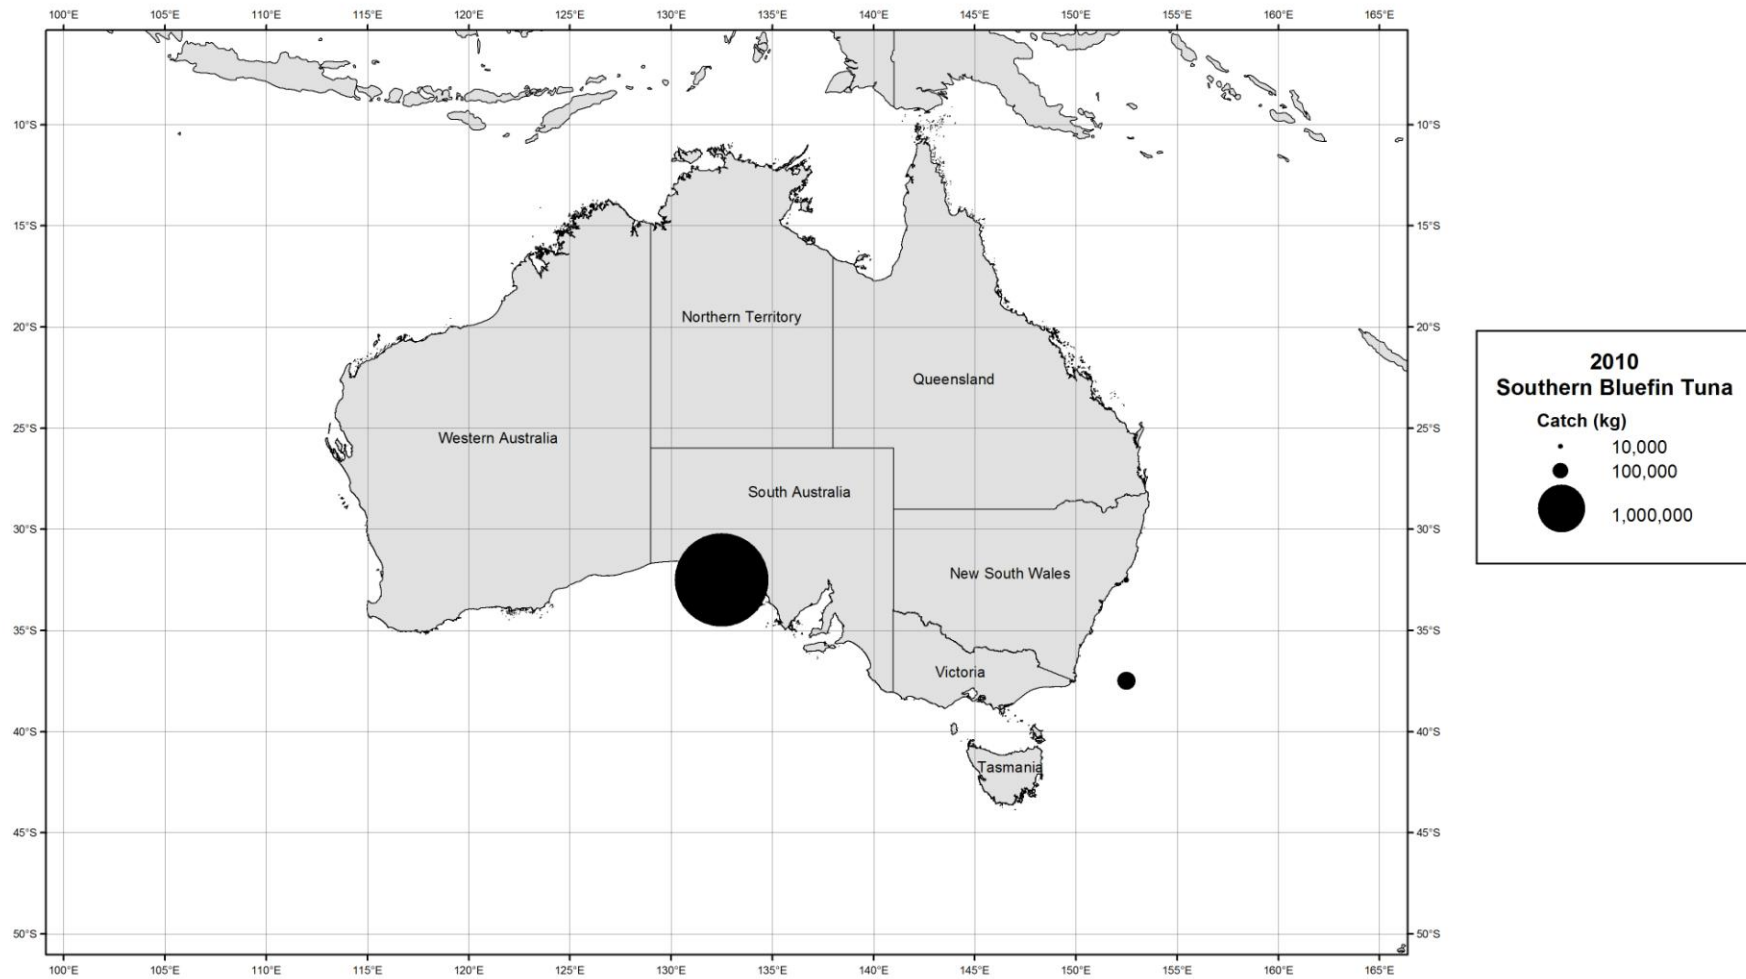 100°E 105°E 110°E 115°E 120°E 125°E 130°E 135°E 140°E 145°E 150°E 155°E 160°E 165°E
10°S 10°S
15°S 15°S
Northern Territory
20°S 20°S
Queensland
25°S 25°S
Western Australia
South Australia
30°S 30°S
New South Wales
35°S 35°S
Victoria
40°S 40°S
Tasmania
45°S 45°S
50°S 50°S
100°E 105°E 110°E 115°E 120°E 125°E 130°E 135°E 140°E 145°E 150°E 155°E 160°E 165°E
2010
Southern Bluefin Tuna
Catch (kg)
10,000
100,000
1,000,000